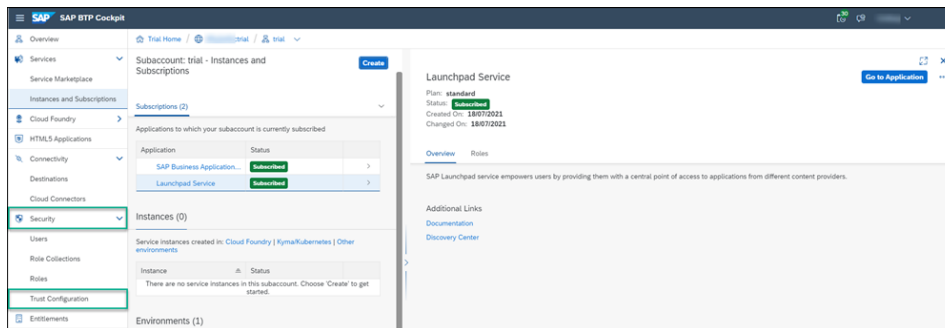 SAP SAP BTP Cockpit
30
Overview
Services
Service Marketplace
Instances and Subscriptions
Cloud Foundry
HTML5 Applications
Connectivity
Destinations
Cloud Connectors
Security
Users
Role Collections
Roles
Trust Configuration
Entitlements
Trial Home / trial / trial
Subaccount: trial - Instances and
Subscriptions
Create
Subscriptions (2)
Applications to which your subaccount is currently subscribed
Application Status
SAP Business Application... Subscribed
Launchpad Service Subscribed
Instances (0)
Service instances created in: Cloud Foundry | Kyma/Kubernetes | Other
environments
Instance Status
There are no service instances in this subaccount. Choose 'Create' to get
started.
Environments (1)
Launchpad Service
Go to Application
Plan: standard
Status: Subscribed
Created On: 18/07/2021
Changed On: 18/07/2021
Overview Roles
SAP Launchpad service empowers users by providing them with a central point of access to applications from different content providers.
Additional Links
Documentation
Discovery Center